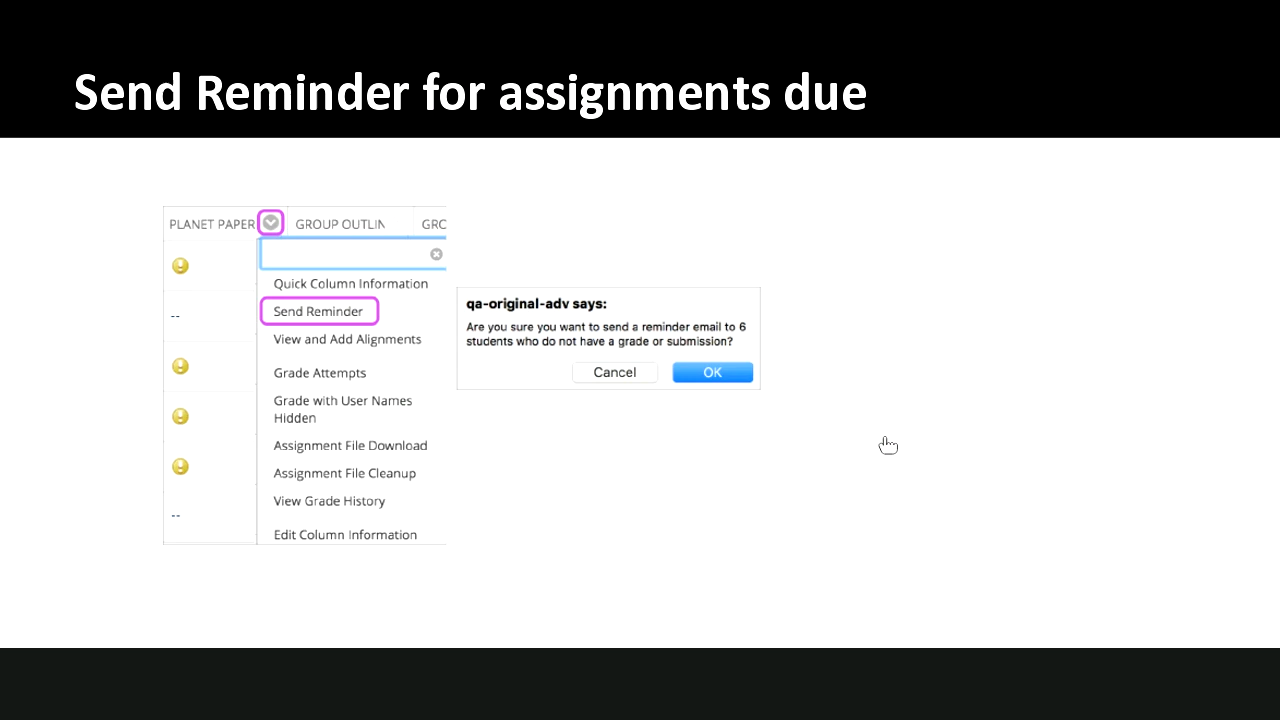 Send Reminder for assignments due
PLANET PAPER
GROUP OUTLIN
GRO
--
--
Quick Column Information
Send Reminder
View and Add Alignments
Grade Attempts
Grade with User Names
Hidden
Assignment File Download
Assignment File Cleanup
View Grade History
Edit Column Information
qa-original-adv says:
Are you sure you want to send a reminder email to 6
students who do not have a grade or submission?
Cancel
OK